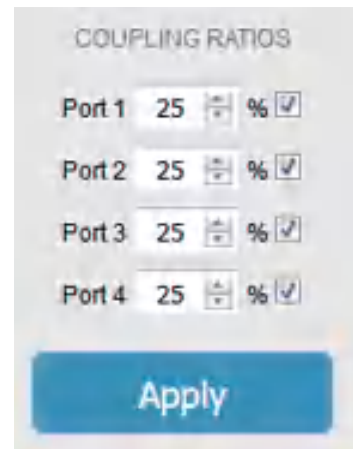 COUPLING RATIOS
Port 1 25 %
Port 2 25 %
Port 3 25 %
Port 4 25 %
Apply